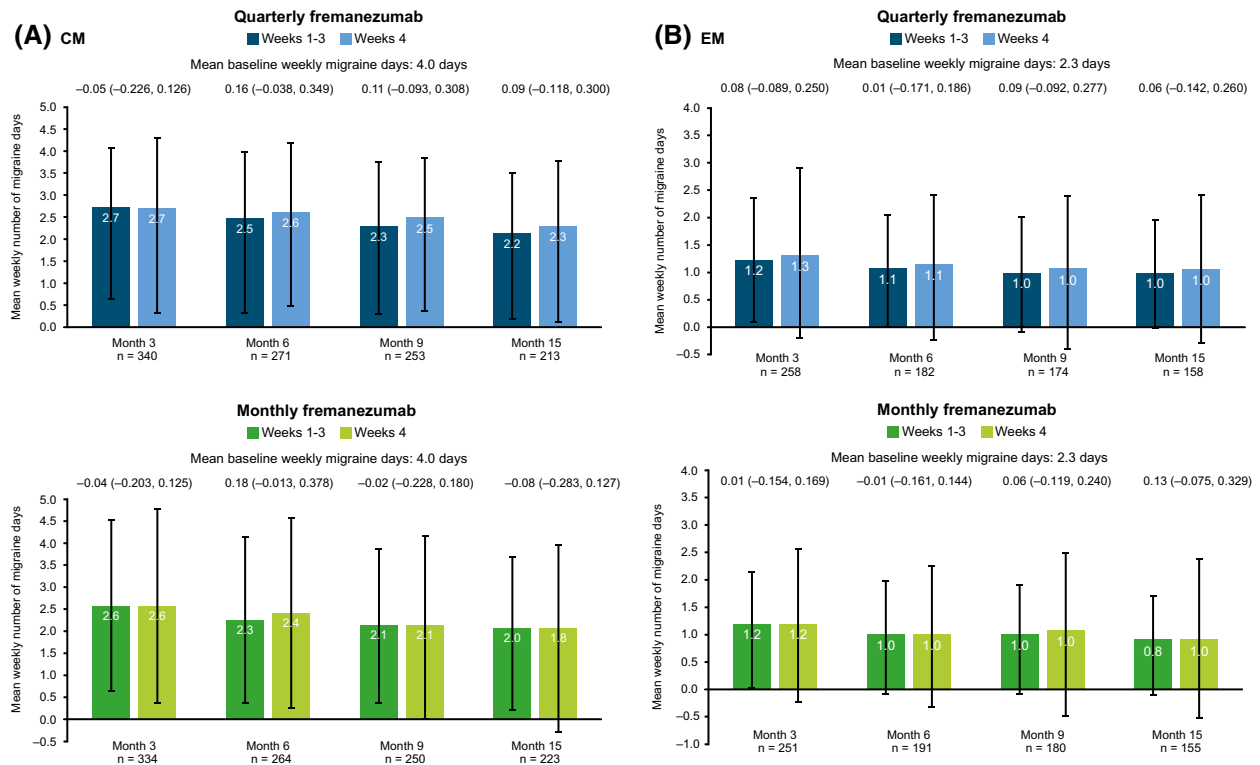 (A) CM
Quarterly fremanezumab
Weeks 1-3 Weeks 4
Mean baseline weekly migraine days: 4.0 days
–0.05 (–0.226, 0.126) 0.16 (–0.038, 0.349) 0.11 (–0.093, 0.308) 0.09 (–0.118, 0.300)
Mean weekly number of migraine days
5.0
4.5
4.0
3.5
3.0
2.5
2.0
1.5
1.0
0.5
0.0
2.7 2.7 2.5 2.6 2.3 2.5 2.2 2.3
Month 3 Month 6 Month 9 Month 15
n = 340 n = 271 n = 253 n = 213
Monthly fremanezumab
Weeks 1-3 Weeks 4
Mean baseline weekly migraine days: 4.0 days
–0.04 (–0.203, 0.125) 0.18 (–0.013, 0.378) –0.02 (–0.228, 0.180) –0.08 (–0.283, 0.127)
Mean weekly number of migraine days
5.0
4.5
4.0
3.5
3.0
2.5
2.0
1.5
1.0
0.5
0.0
–0.5
2.6 2.6 2.3 2.4 2.1 2.1 2.0 1.8
Month 3 Month 6 Month 9 Month 15
n = 334 n = 264 n = 250 n = 223
(B) EM
Quarterly fremanezumab
Weeks 1-3 Weeks 4
Mean baseline weekly migraine days: 2.3 days
0.08 (–0.089, 0.250) 0.01 (–0.171, 0.186) 0.09 (–0.092, 0.277) 0.06 (–0.142, 0.260)
Mean weekly number of migraine days
4.0
3.5
3.0
2.5
2.0
1.5
1.0
0.5
0.0
–0.5
1.2 1.3 1.1 1.1 1.0 1.0 1.0 1.0
Month 3 Month 6 Month 9 Month 15
n = 258 n = 182 n = 174 n = 158
Monthly fremanezumab
Weeks 1-3 Weeks 4
Mean baseline weekly migraine days: 2.3 days
0.01 (–0.154, 0.169) –0.01 (–0.161, 0.144) 0.06 (–0.119, 0.240) 0.13 (–0.075, 0.329)
Mean weekly number of migraine days
4.0
3.5
3.0
2.5
2.0
1.5
1.0
0.5
0.0
–0.5
–1.0
1.2 1.2 1.0 1.0 1.0 1.0 0.8 1.0
Month 3 Month 6 Month 9 Month 15
n = 251 n = 191 n = 180 n = 155